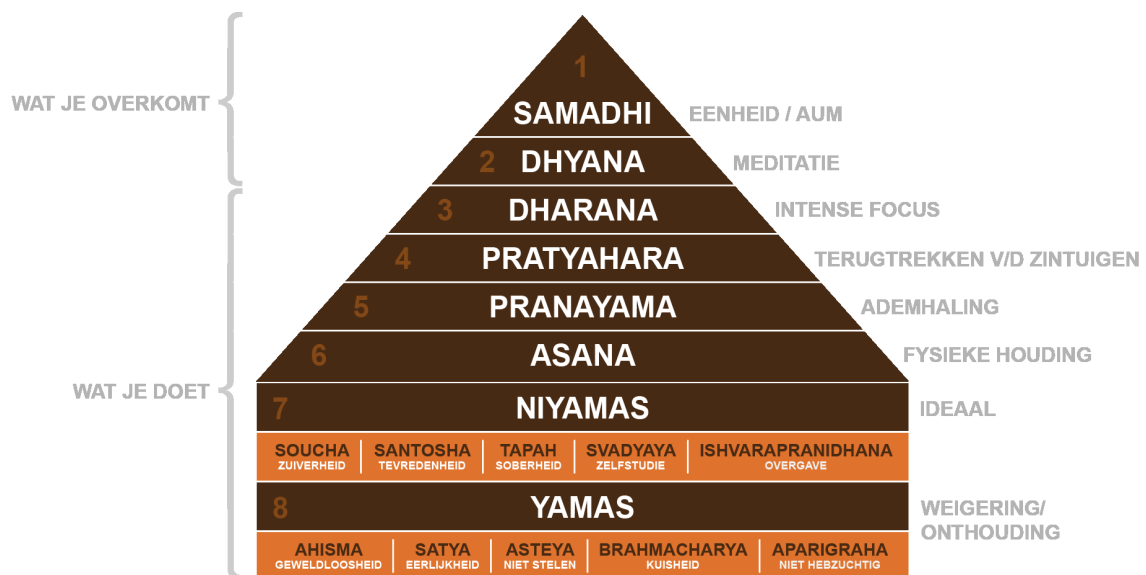 WAT JE OVERKOMT
1
SAMADHI EENHEID / AUM
2 DHYANA MEDITATIE
3 DHARANA INTENSE FOCUS
4 PRATYAHARA TERUGTREKKEN V/D ZINTUIGEN
5 PRANAYAMA ADEMHALING
6 ASANA FYSIEKE HOUDING
WAT JE DOET
7 NIYAMAS IDEAAL
SOUCHA SANTOSHA TAPAH SVADYAYA ISHVARAPRANIDHANA
ZUIVERHEID TEVREDENHEID SOBERHEID ZELFSTUDIE OVERGAVE
8 YAMAS WEIGERING/
ONTHOUDING
AHISMA SATYA ASTEYA BRAHMACHARYA APARIGRAHA
GEWELDLOOSHEID EERLIJKHEID NIET STELEN KUISHEID NIET HEBZUCHTIG